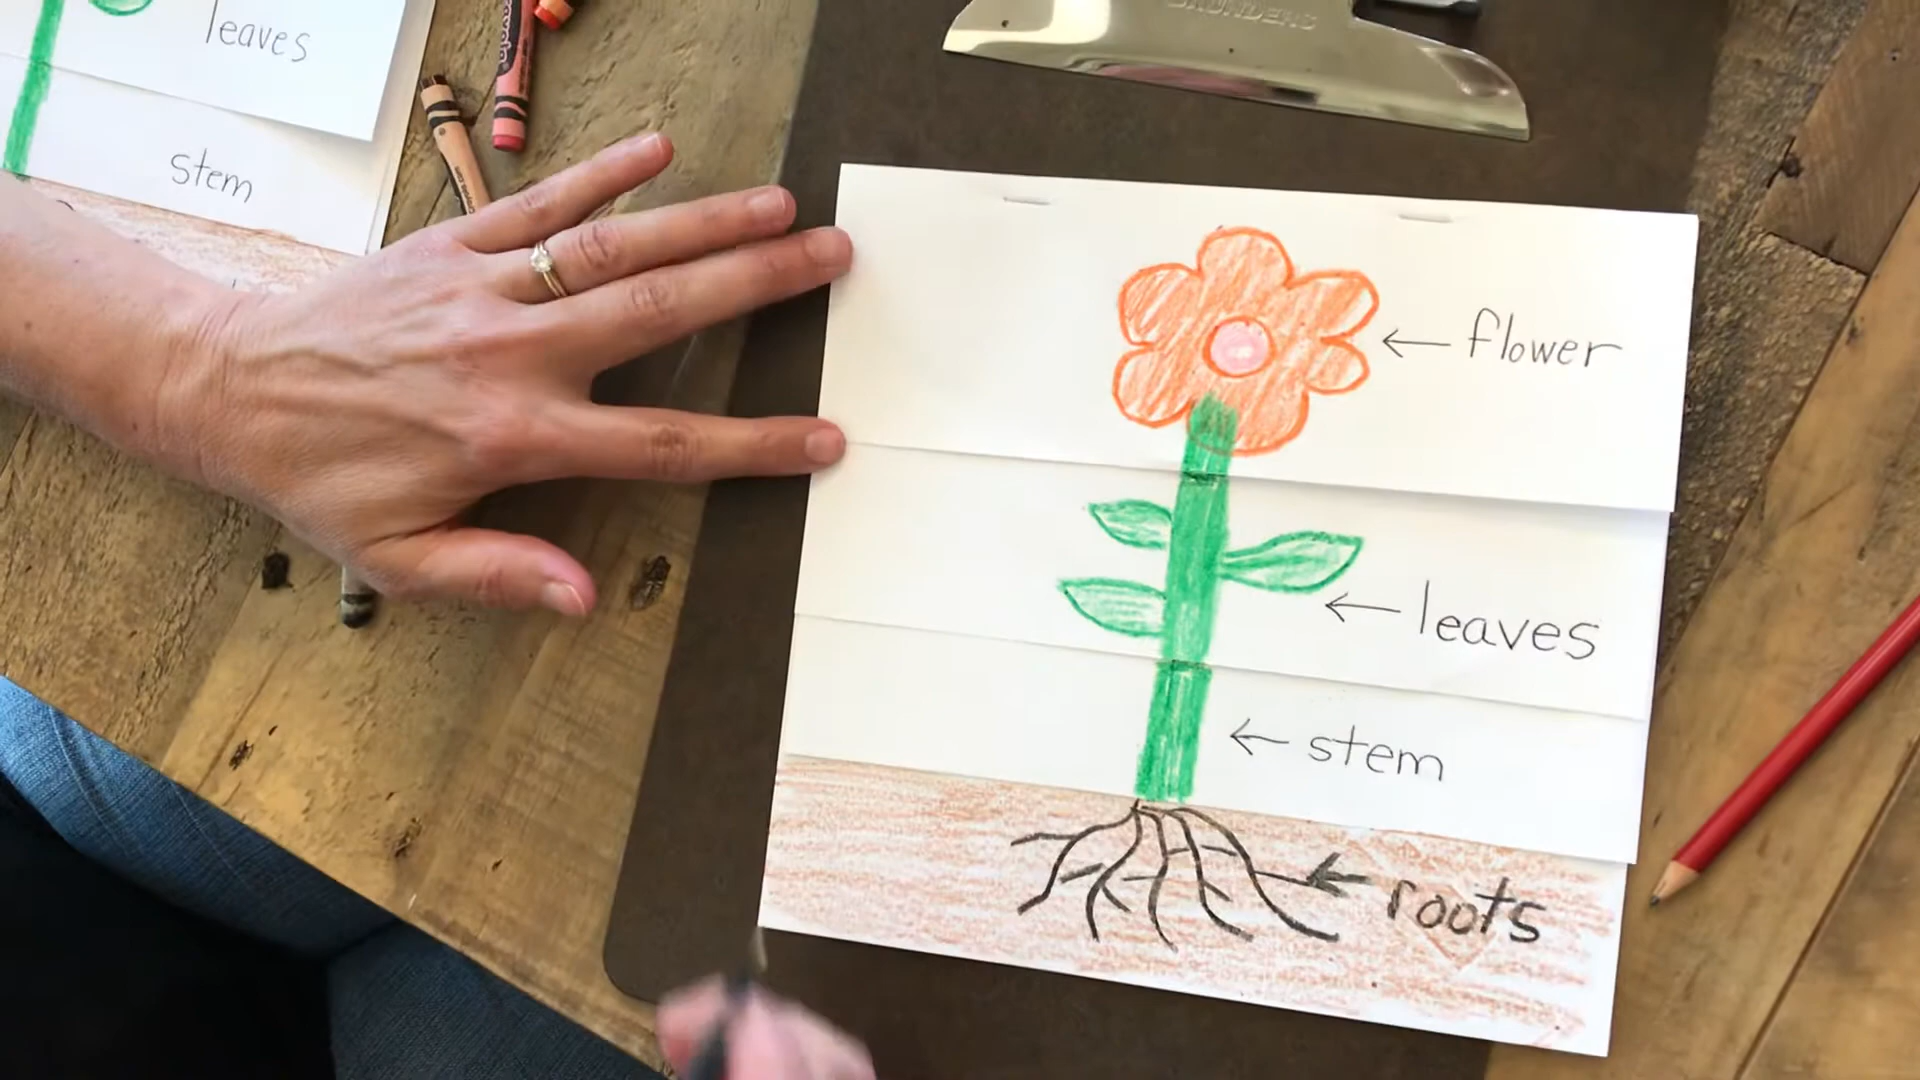 leaves
stem
← flower
← leaves
← stem
← roots